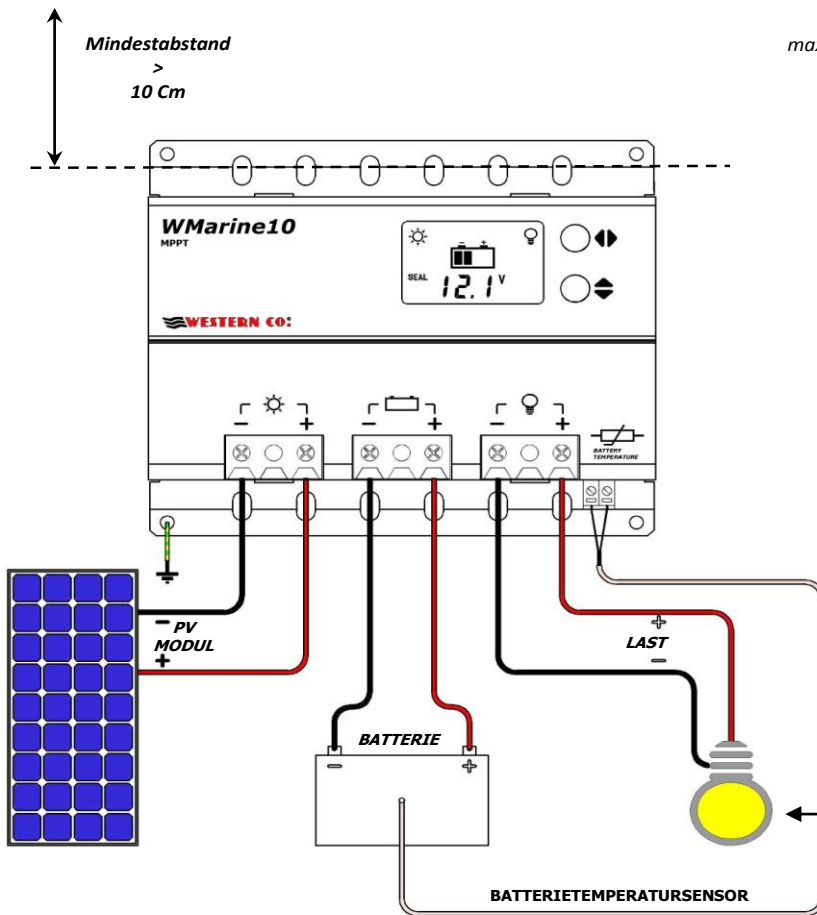 Mindestabstand
>
10 Cm
max
WMarine10
MPPT
SEAL
12.1 V
WESTERN CO:
- +
- +
- +
BATTERY
TEMPERATURE
- PV
MODUL
+
+
LAST
-
BATTERIE
- +
BATTERIETEMPERATURSENSOR